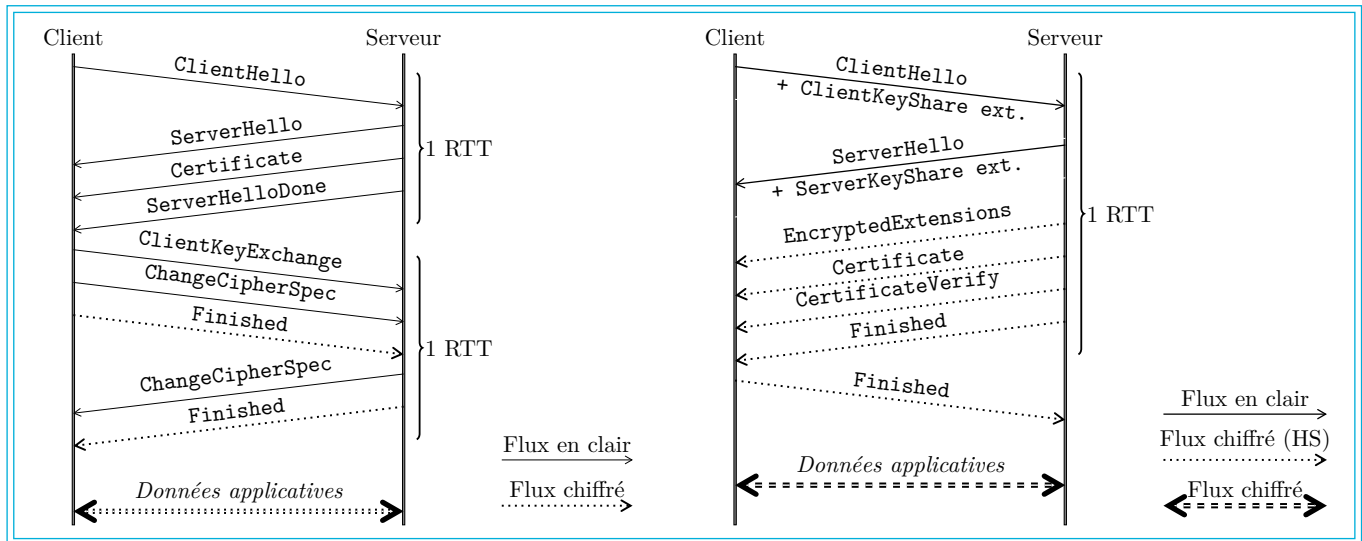 Client
Serveur
ClientHello
ServerHello
Certificate
ServerHelloDone
1 RTT
ClientKeyExchange
ChangeCipherSpec
Finished
1 RTT
ChangeCipherSpec
Finished
Données applicatives
Flux en clair
Flux chiffré
Client
Serveur
ClientHello
+ ClientKeyShare ext.
ServerHello
+ ServerKeyShare ext.
1 RTT
EncryptedExtensions
Certificate
CertificateVerify
Finished
Finished
Données applicatives
Flux en clair
Flux chiffré (HS)
Flux chiffré